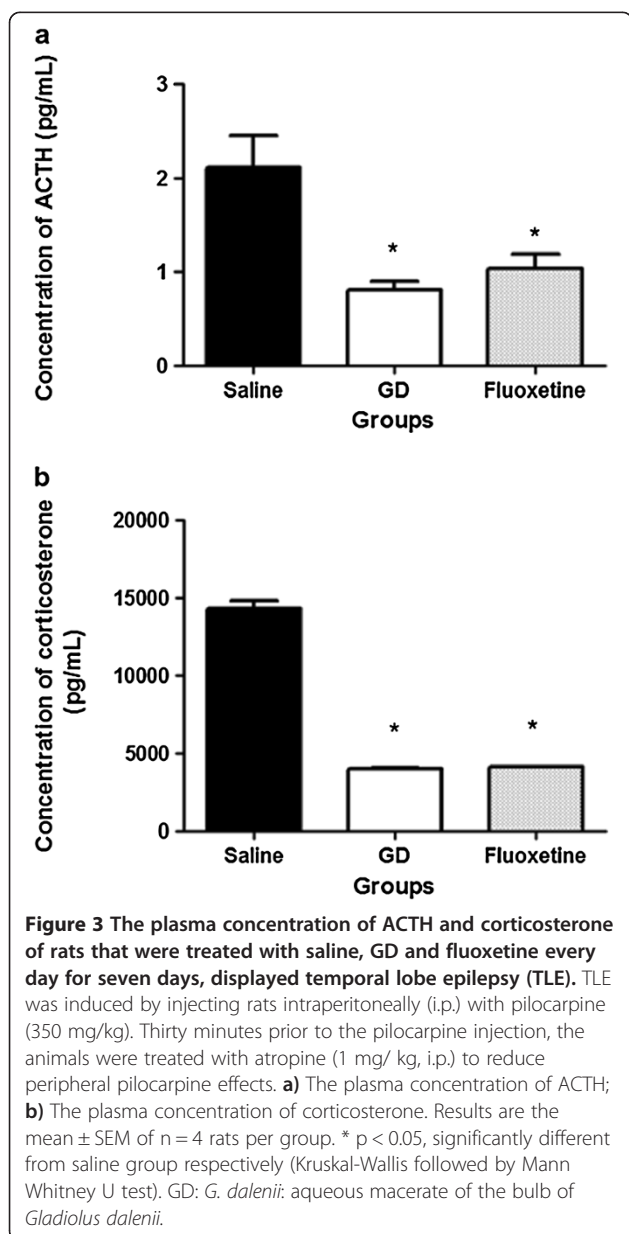 a
Concentration of ACTH (pg/mL)
3
2
1
0
*
*
Saline GD Fluoxetine
Groups
b
Concentration of corticosterone
(pg/mL)
20000
15000
10000
5000
0
*
*
Saline GD Fluoxetine
Groups
Figure 3 The plasma concentration of ACTH and corticosterone
of rats that were treated with saline, GD and fluoxetine every
day for seven days, displayed temporal lobe epilepsy (TLE). TLE
was induced by injecting rats intraperitoneally (i.p.) with pilocarpine
(350 mg/kg). Thirty minutes prior to the pilocarpine injection, the
animals were treated with atropine (1 mg/ kg, i.p.) to reduce
peripheral pilocarpine effects. a) The plasma concentration of ACTH;
b) The plasma concentration of corticosterone. Results are the
mean ± SEM of n = 4 rats per group. * p < 0.05, significantly different
from saline group respectively (Kruskal-Wallis followed by Mann
Whitney U test). GD: G. dalenii: aqueous macerate of the bulb of
Gladiolus dalenii.